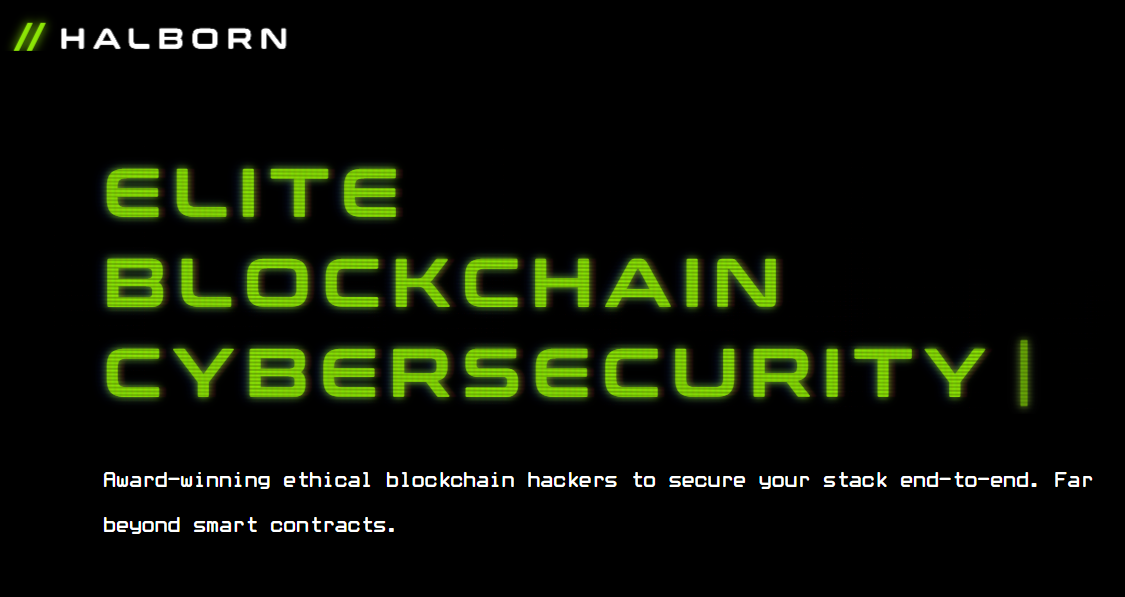 // HALBORN
ELITE
BLOCKCHAIN
CYBERSECURITY|
Award-winning ethical blockchain hackers to secure your stack end-to-end. Far
beyond smart contracts.